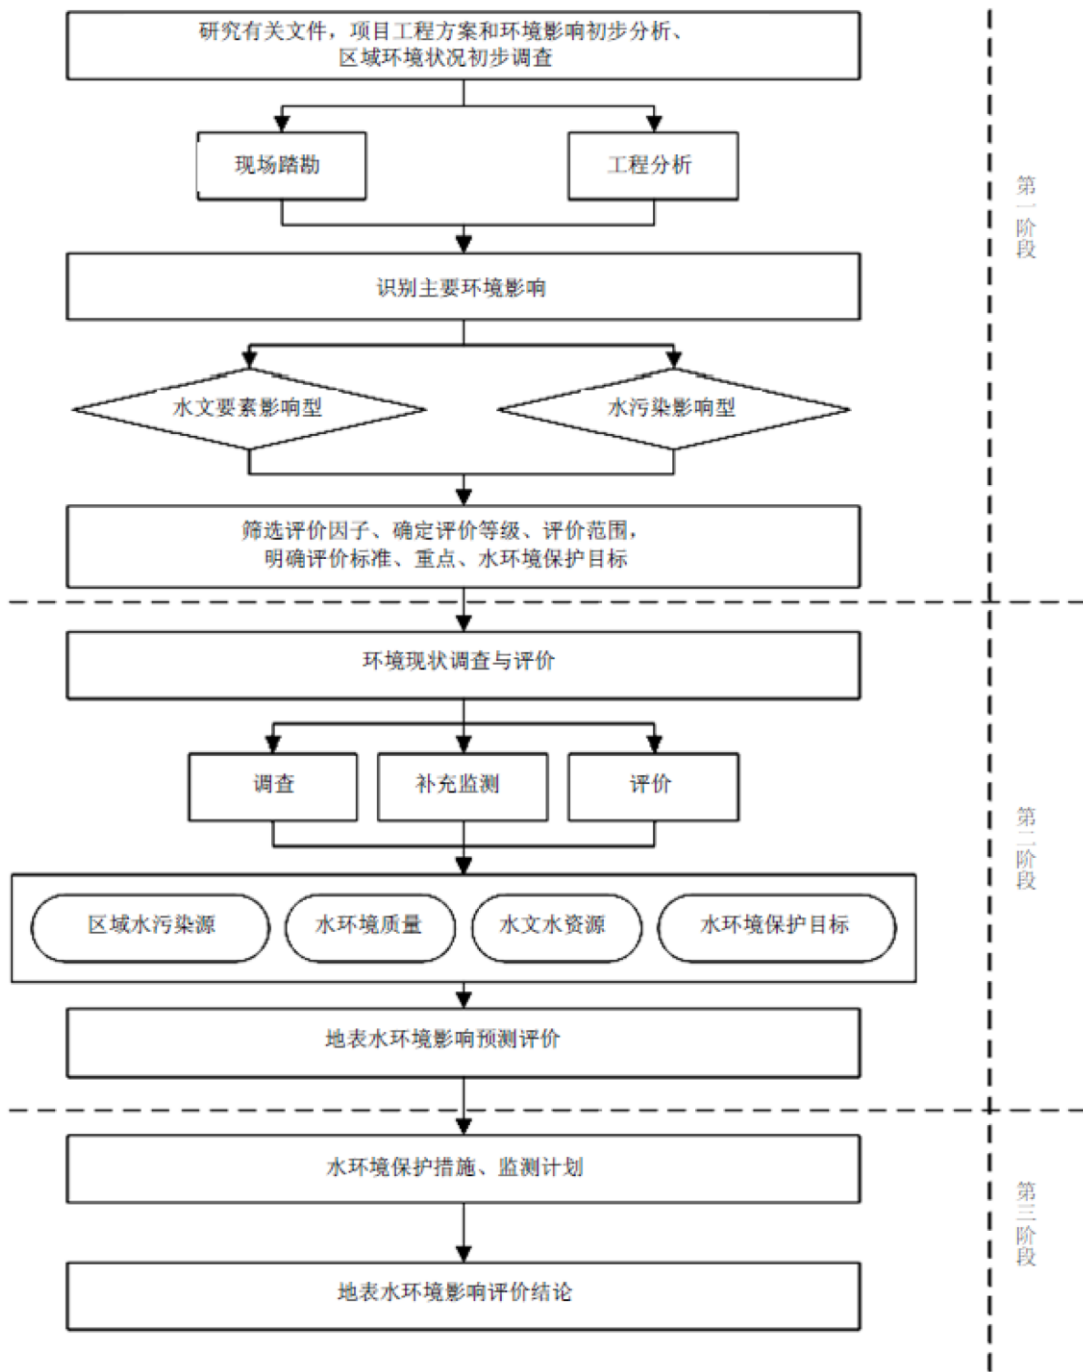 研究有关文件，项目工程方案和环境影响初步分析、
区域环境状况初步调查
现场踏勘
工程分析
第一阶段
识别主要环境影响
水文要素影响型
水污染影响型
筛选评价因子、确定评价等级、评价范围，
明确评价标准、重点、水环境保护目标
环境现状调查与评价
调查
补充监测
评价
第二阶段
区域水污染源
水环境质量
水文水资源
水环境保护目标
地表水环境影响预测评价
水环境保护措施、监测计划
第三阶段
地表水环境影响评价结论